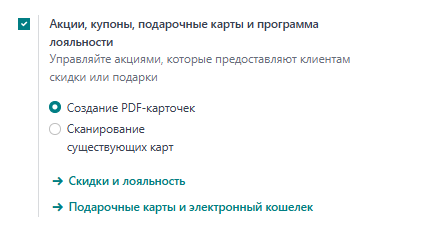 Акции, купоны, подарочные карты и программа
лояльности
Управляйте акциями, которые предоставляют клиентам
скидки или подарки
Создание PDF-карточек
Сканирование
существующих карт
→ Скидки и лояльность
→ Подарочные карты и электронный кошелек